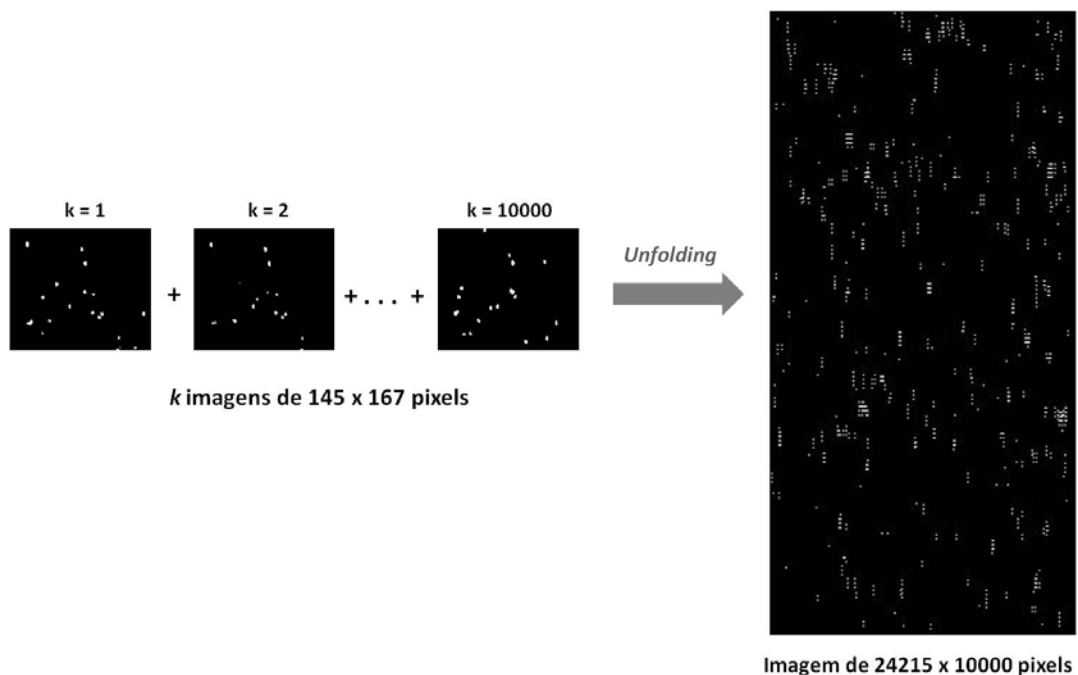 k = 1
k = 2
k = 10000
+
+ . . . +
Unfolding
k imagens de 145 x 167 pixels
Imagem de 24215 x 10000 pixels